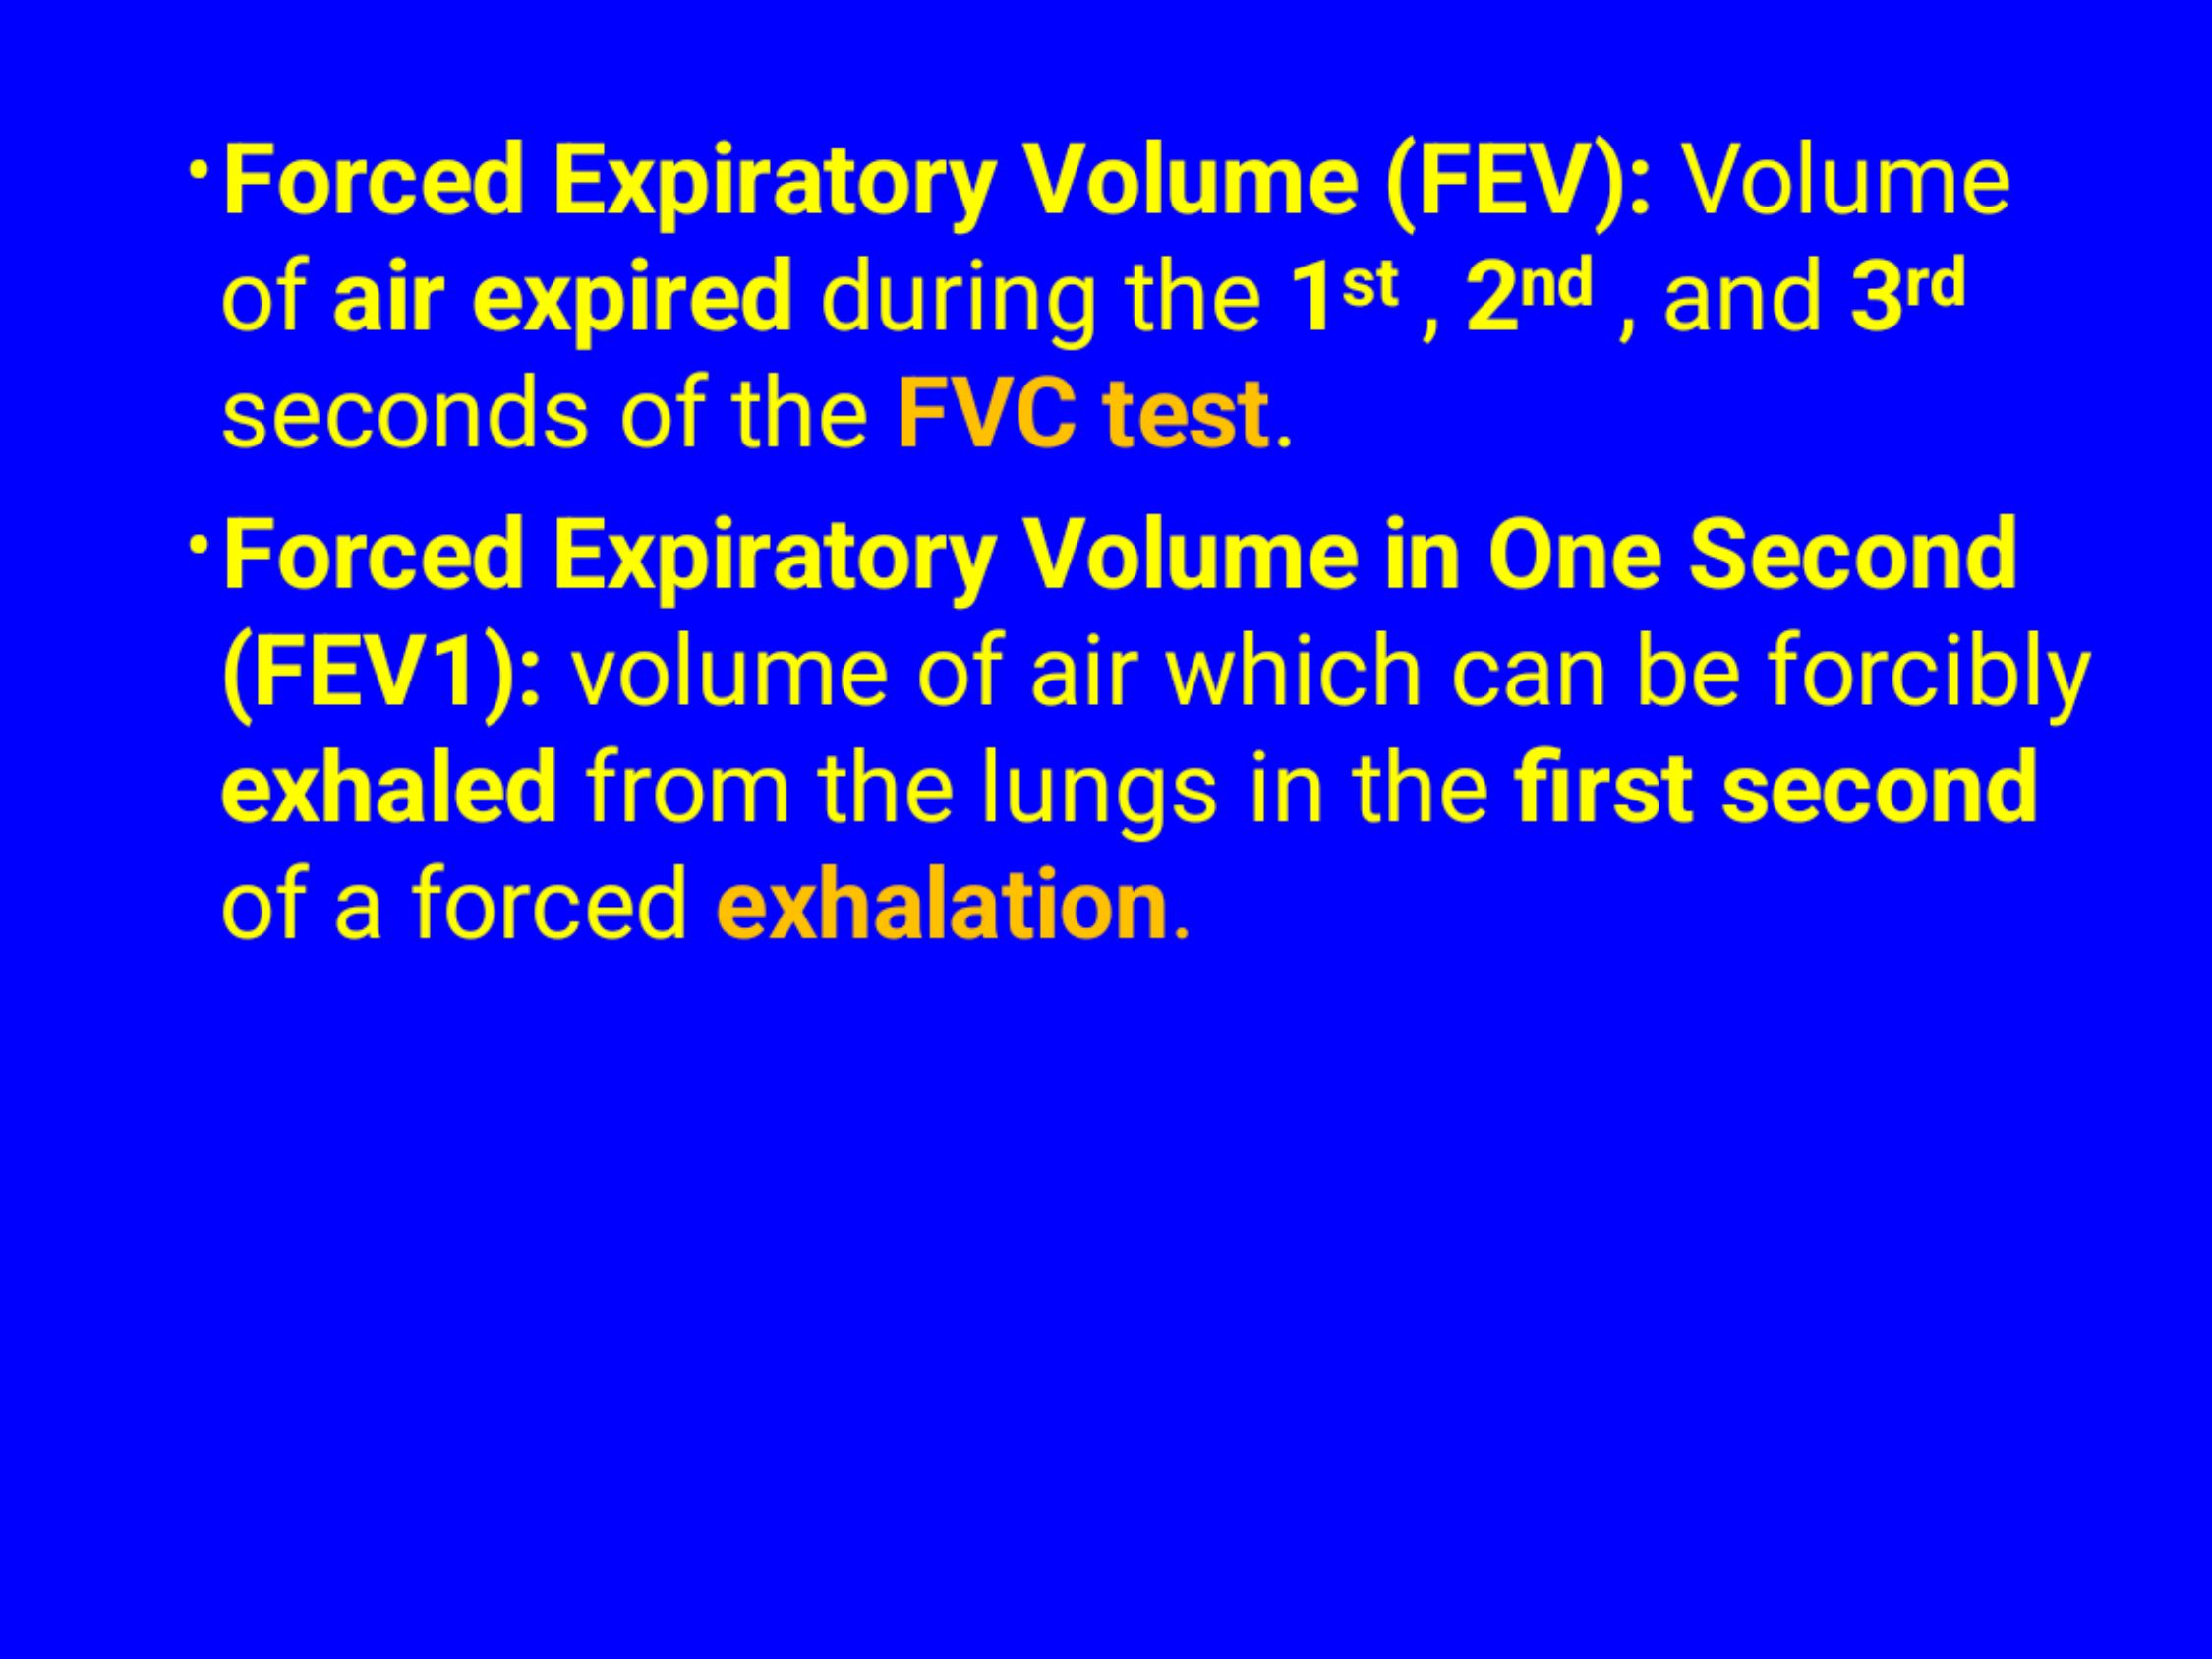 •Forced Expiratory Volume (FEV): Volume
of air expired during the 1st , 2nd , and 3rd
seconds of the FVC test.
•Forced Expiratory Volume in One Second
(FEV1): volume of air which can be forcibly
exhaled from the lungs in the first second
of a forced exhalation.